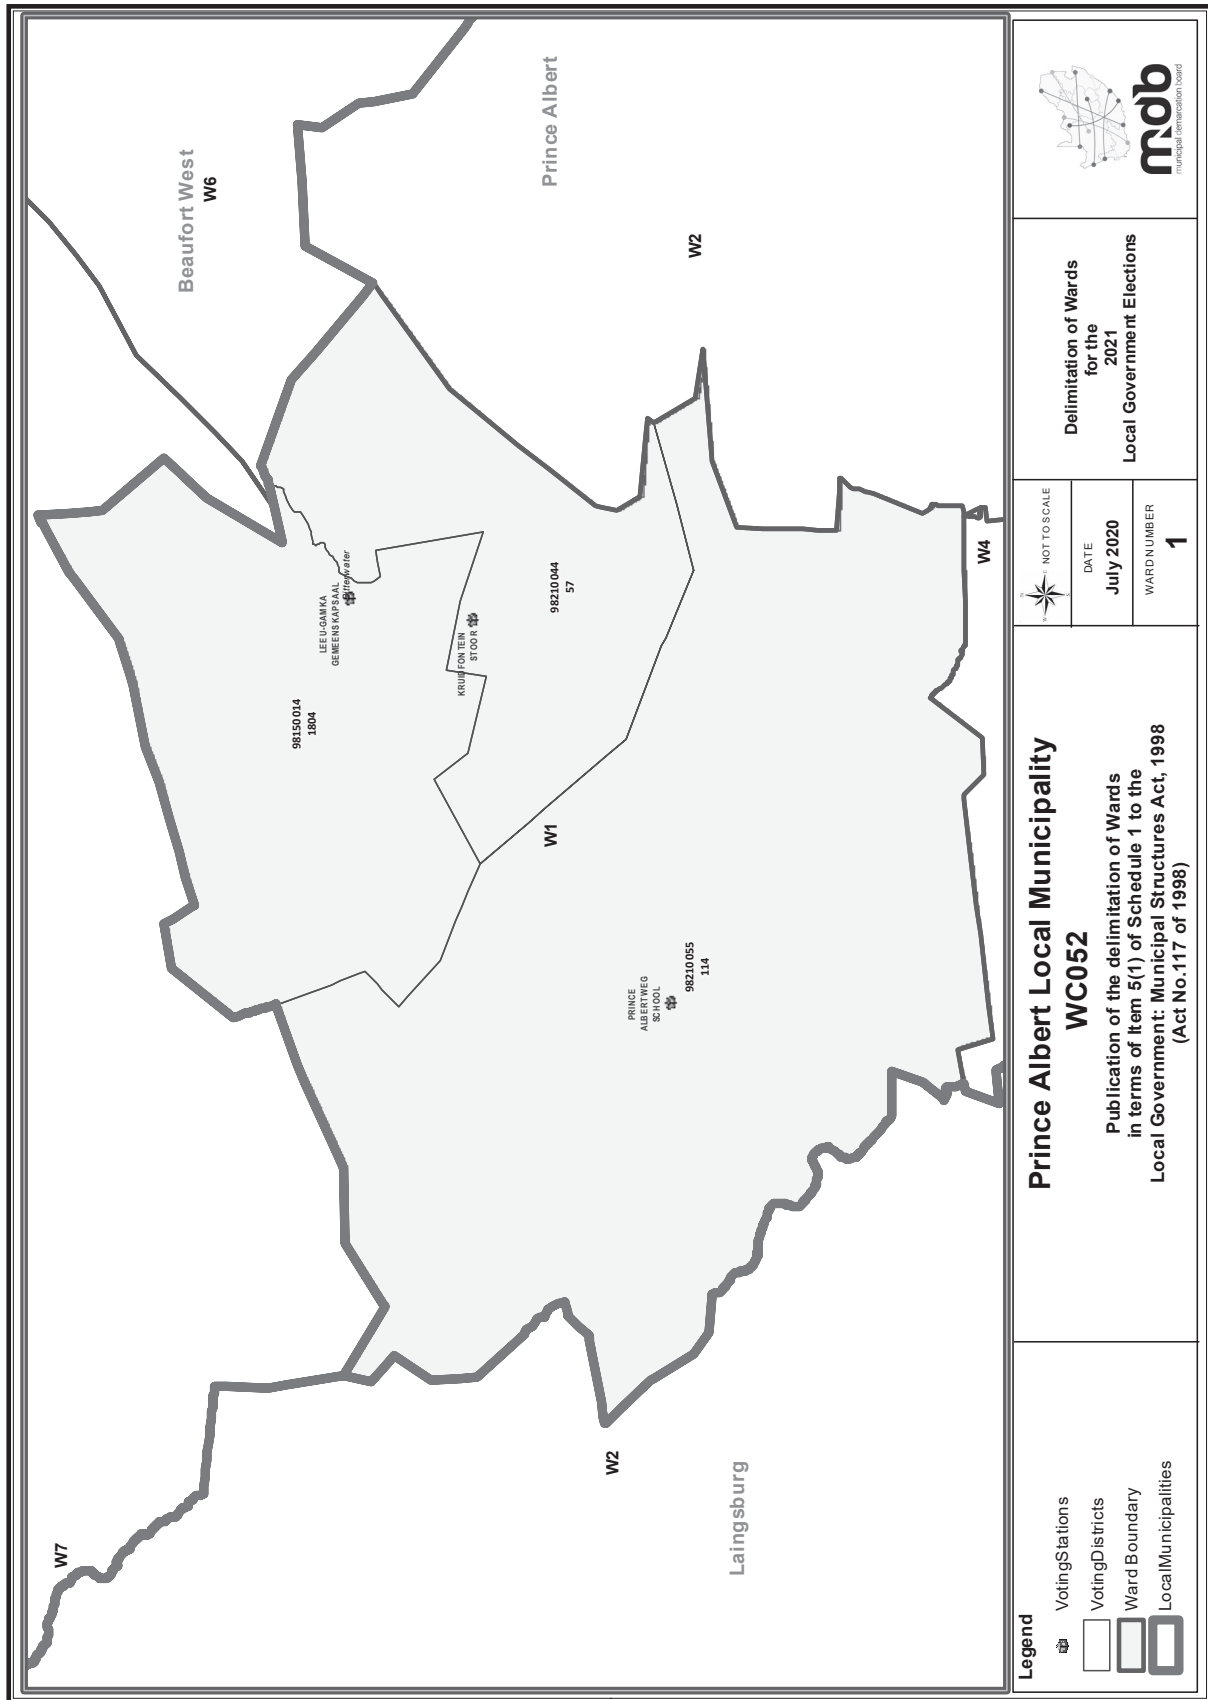 W7
Beaufort West
W6
Prince Albert
W2
LEEU-GAMKA
GEMEENSKAPSAAL
Bitterwater
98150014
1804
KRUIDFONTEIN
STOOR
98210044
57
W1
PRINCE
ALBERTWEG
SCHOOL
98210055
114
W4
W2
Laingsburg
Legend
VotingStations
VotingDistricts
Ward Boundary
LocalMunicipalities
Prince Albert Local Municipality
WC052
Publication of the delimitation of Wards
in terms of Item 5(1) of Schedule 1 to the
Local Government: Municipal Structures Act, 1998
(Act No.117 of 1998)
N
W
E
S
NOT TO SCALE
DATE
July 2020
WARD NUMBER
1
Delimitation of Wards
for the
2021
Local Government Elections
mdb
municipal demarcation board